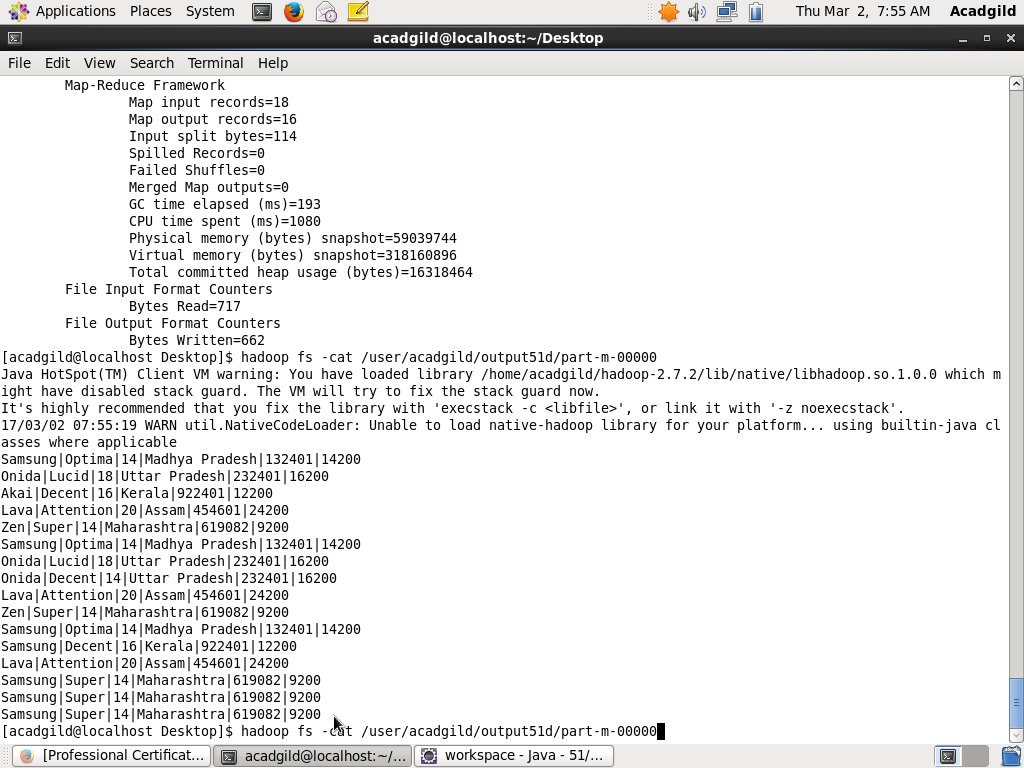 Applications Places System Thu Mar 2, 7:55 AM Acadgild
acadgild@localhost:~/Desktop
File Edit View Search Terminal Help
Map-Reduce Framework
Map input records=18
Map output records=16
Input split bytes=114
Spilled Records=0
Failed Shuffles=0
Merged Map outputs=0
GC time elapsed (ms)=193
CPU time spent (ms)=1080
Physical memory (bytes) snapshot=59039744
Virtual memory (bytes) snapshot=318160896
Total committed heap usage (bytes)=16318464
File Input Format Counters
Bytes Read=717
File Output Format Counters
Bytes Written=662
[acadgild@localhost Desktop]$ hadoop fs -cat /user/acadgild/output51d/part-m-00000
Java HotSpot(TM) Client VM warning: You have loaded library /home/acadgild/hadoop-2.7.2/lib/native/libhadoop.so.1.0.0 which m
ight have disabled stack guard. The VM will try to fix the stack guard now.
It's highly recommended that you fix the library with 'execstack -c <libfile>', or link it with '-z noexecstack'.
17/03/02 07:55:19 WARN util.NativeCodeLoader: Unable to load native-hadoop library for your platform... using builtin-java cl
asses where applicable
Samsung|Optima|14|Madhya Pradesh|132401|14200
Onida|Lucid|18|Uttar Pradesh|232401|16200
Akai|Decent|16|Kerala|922401|12200
Lava|Attention|20|Assam|454601|24200
Zen|Super|14|Maharashtra|619082|9200
Samsung|Optima|14|Madhya Pradesh|132401|14200
Onida|Lucid|18|Uttar Pradesh|232401|16200
Onida|Decent|14|Uttar Pradesh|232401|16200
Lava|Attention|20|Assam|454601|24200
Zen|Super|14|Maharashtra|619082|9200
Samsung|Optima|14|Madhya Pradesh|132401|14200
Samsung|Decent|16|Kerala|922401|12200
Lava|Attention|20|Assam|454601|24200
Samsung|Super|14|Maharashtra|619082|9200
Samsung|Super|14|Maharashtra|619082|9200
Samsung|Super|14|Maharashtra|619082|9200
[acadgild@localhost Desktop]$ hadoop fs -cat /user/acadgild/output51d/part-m-00000
[Professional Certificat... acadgild@localhost:~/... workspace - Java - 51/...